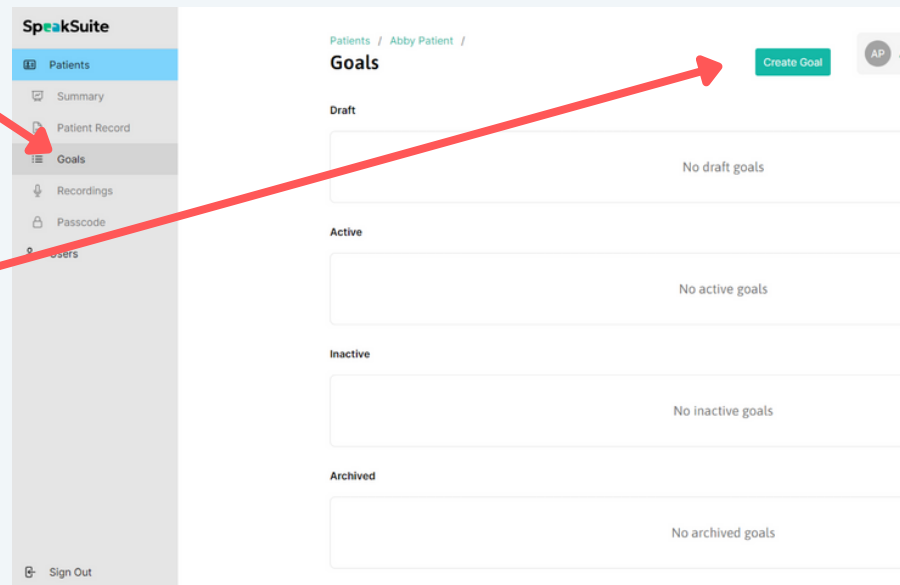 SpeakSuite
Patients
Summary
Patient Record
Goals
Recordings
Passcode
Users
Sign Out
Patients / Abby Patient /
Goals
Create Goal
AP
Draft
No draft goals
Active
No active goals
Inactive
No inactive goals
Archived
No archived goals